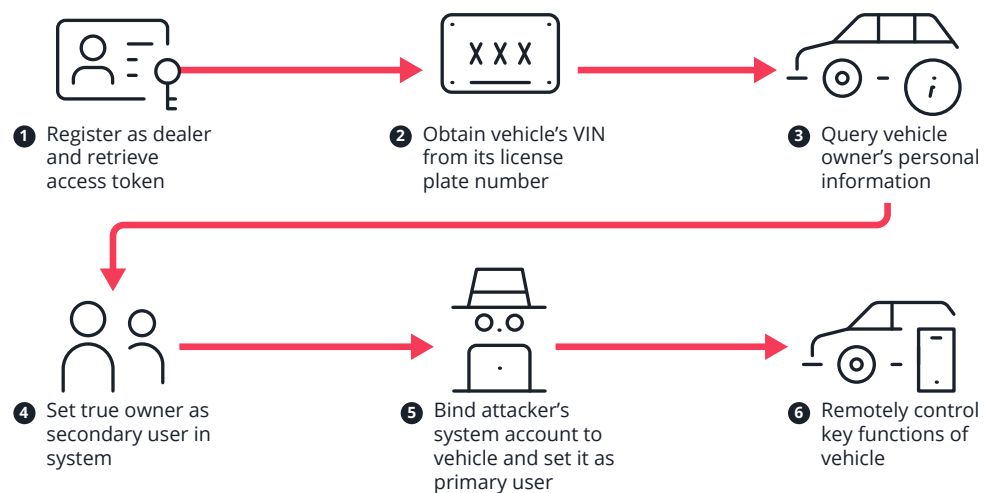 X X X
i
1 Register as dealer
and retrieve
access token
2 Obtain vehicle's VIN
from its license
plate number
3 Query vehicle
owner's personal
information
4 Set true owner as
secondary user in
system
5 Bind attacker's
system account to
vehicle and set it as
primary user
6 Remotely control
key functions of
vehicle